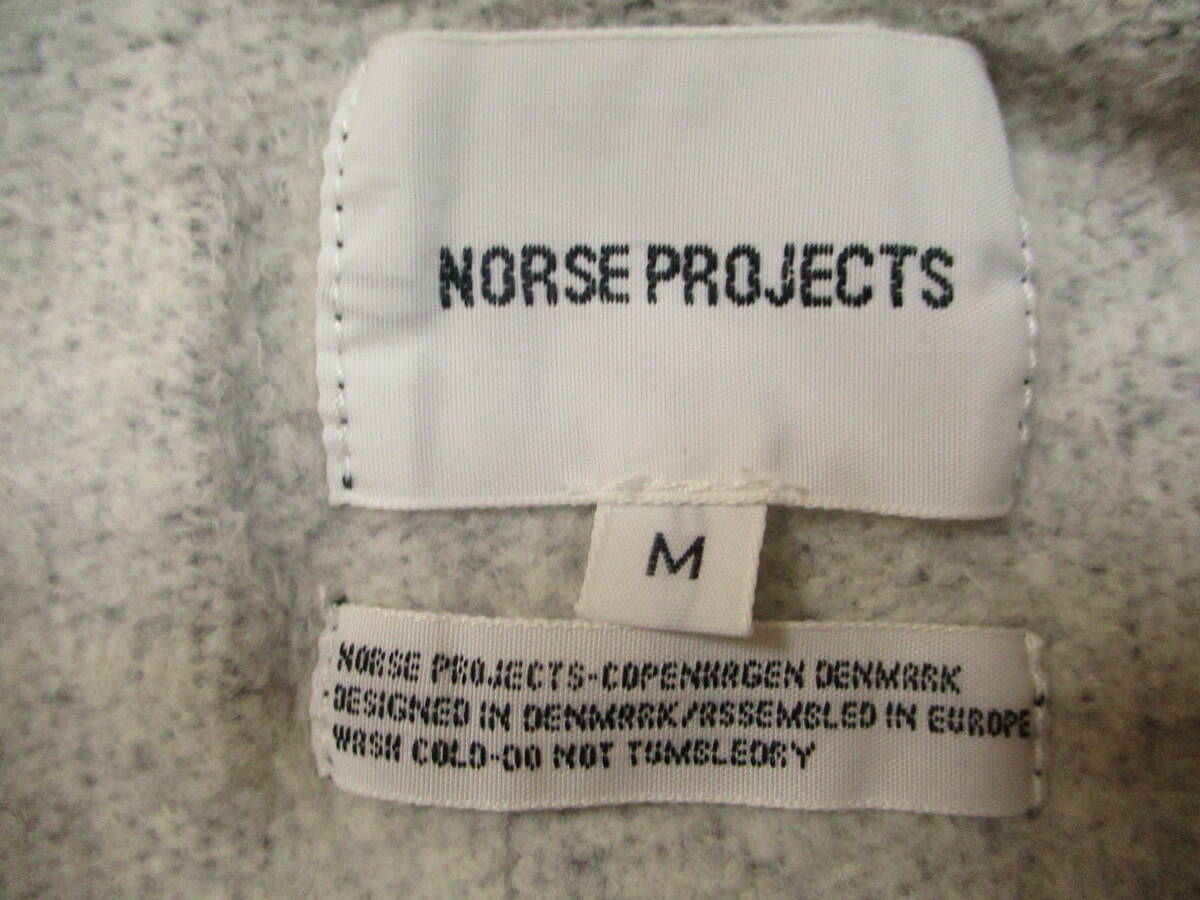 NORSE PROJECTS
M
NORSE PROJECTS-COPENHAGEN DENMARK
DESIGNED IN DENMARK/ASSEMBLED IN EUROPE
WASH COLD-DO NOT TUMBLEDRY